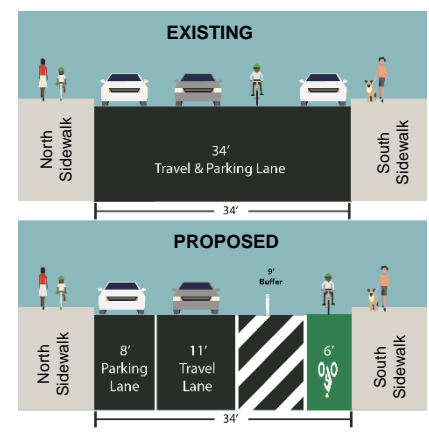 EXISTING
34'
Travel & Parking Lane
North
Sidewalk
South
Sidewalk
34'
PROPOSED
9'
Buffer
8'
Parking
Lane
11'
Travel
Lane
6'
North
Sidewalk
South
Sidewalk
34'